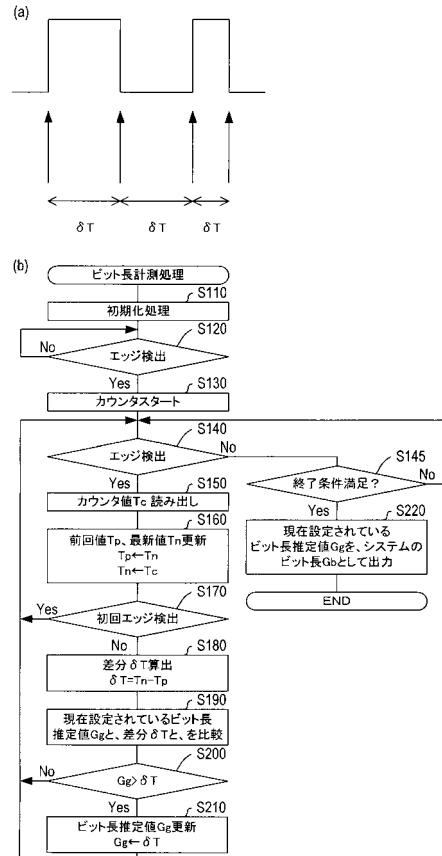 (a)
δT
δT
δT
(b)
ビット長計測処理
S110
初期化処理
S120
エッジ検出
No
Yes
S130
カウンタスタート
S140
エッジ検出
No
Yes
S145
終了条件満足?
No
Yes
S150
カウンタ値Tc 読み出し
S160
前回値Tp、最新値Tn更新
Tp←Tn
Tn←Tc
S220
現在設定されている
ビット長推定値Ggを、システムの
ビット長Gbとして出力
END
S170
初回エッジ検出
Yes
No
S180
差分δT算出
δT=Tn-Tp
S190
現在設定されているビット長
推定値Ggと、差分δTと、を比較
S200
Gg>δT
No
Yes
S210
ビット長推定値Gg更新
Gg←δT